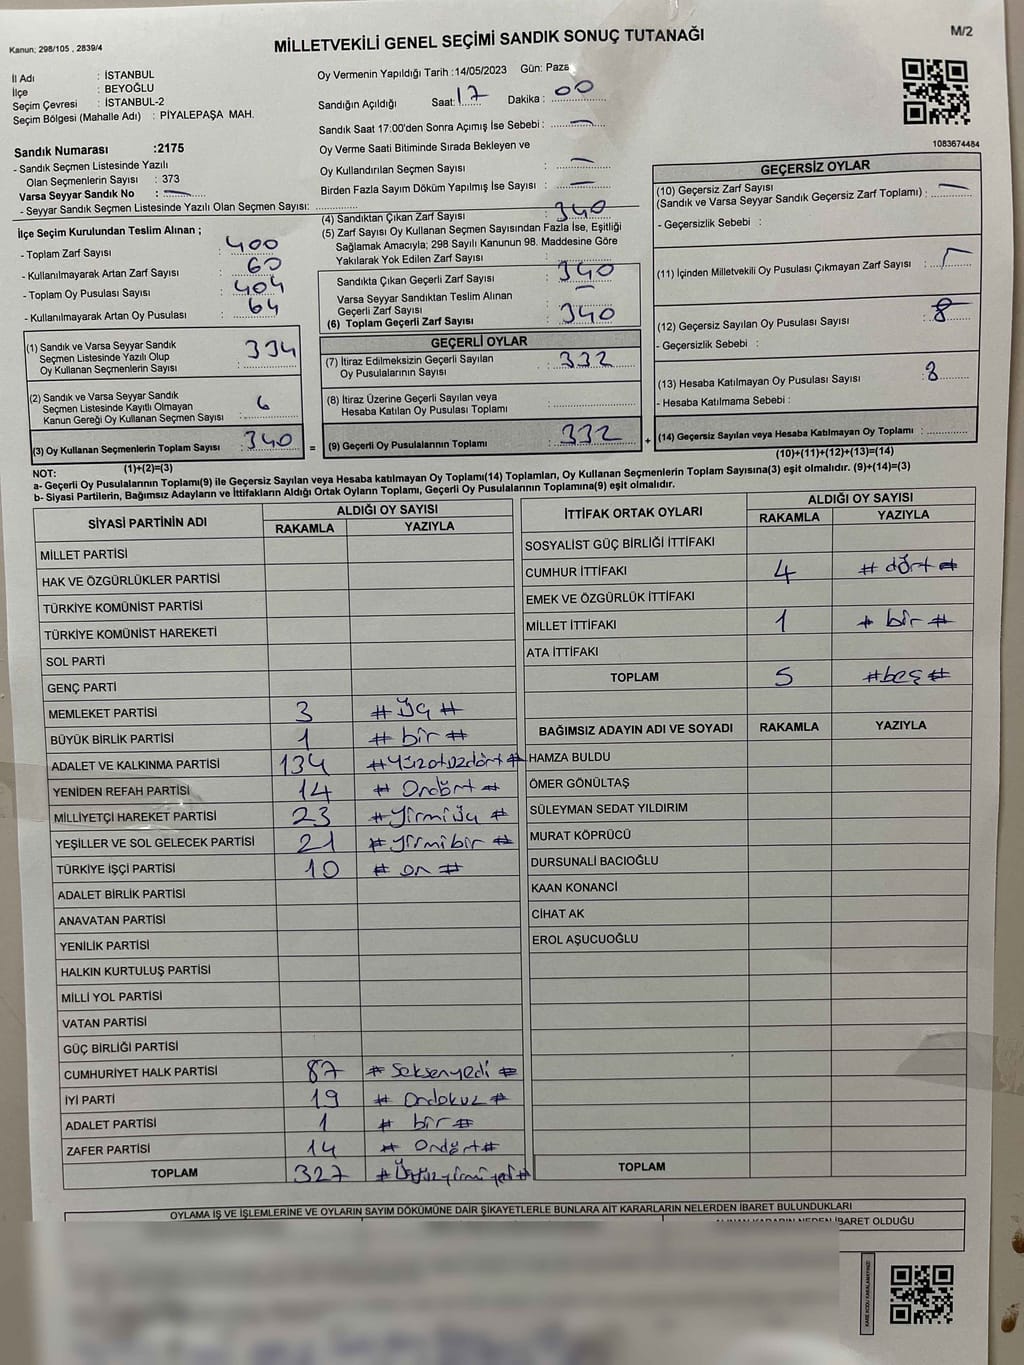 Kanun; 298/105 , 2839/4
MİLLETVEKİLİ GENEL SEÇİMİ SANDIK SONUÇ TUTANAĞI
M/2
İl Adı : İSTANBUL
İlçe : BEYOĞLU
Seçim Çevresi : İSTANBUL-2
Seçim Bölgesi (Mahalle Adı) : PİYALEPAŞA MAH.
Sandık Numarası :2175
- Sandık Seçmen Listesinde Yazılı
Olan Seçmenlerin Sayısı : 373
Varsa Seyyar Sandık No : —
- Seyyar Sandık Seçmen Listesinde Yazılı Olan Seçmen Sayısı:
Oy Vermenin Yapıldığı Tarih :14/05/2023 Gün: Paza
Sandığın Açıldığı Saat: 17 Dakika : 00
Sandık Saat 17:00'den Sonra Açımış İse Sebebi : —
Oy Verme Saati Bitiminde Sırada Bekleyen ve
Oy Kullandırılan Seçmen Sayısı : —
Birden Fazla Sayım Döküm Yapılmış İse Sayısı : —
1083674484
İlçe Seçim Kurulundan Teslim Alınan ;
- Toplam Zarf Sayısı : 400
- Kullanılmayarak Artan Zarf Sayısı : 60
- Toplam Oy Pusulası Sayısı : 404
- Kullanılmayarak Artan Oy Pusulası : 64
(1) Sandık ve Varsa Seyyar Sandık
Seçmen Listesinde Yazılı Olup
Oy Kullanan Seçmenlerin Sayısı : 334
(2) Sandık ve Varsa Seyyar Sandık
Seçmen Listesinde Kayıtlı Olmayan
Kanun Gereği Oy Kullanan Seçmen Sayısı : 6
(3) Oy Kullanan Seçmenlerin Toplam Sayısı : 340
(1)+(2)=(3)
(4) Sandıktan Çıkan Zarf Sayısı : 340
(5) Zarf Sayısı Oy Kullanan Seçmen Sayısından Fazla İse, Eşitliği
Sağlamak Amacıyla; 298 Sayılı Kanunun 98. Maddesine Göre
Yakılarak Yok Edilen Zarf Sayısı :
Sandıkta Çıkan Geçerli Zarf Sayısı : 340
Varsa Seyyar Sandıktan Teslim Alınan
Geçerli Zarf Sayısı : —
(6) Toplam Geçerli Zarf Sayısı : 340
GEÇERLİ OYLAR
(7) İtiraz Edilmeksizin Geçerli Sayılan
Oy Pusulalarının Sayısı : 332
(8) İtiraz Üzerine Geçerli Sayılan veya
Hesaba Katılan Oy Pusulası Toplamı :
= (9) Geçerli Oy Pusulalarının Toplamı : 332 +
GEÇERSİZ OYLAR
(10) Geçersiz Zarf Sayısı
(Sandık ve Varsa Seyyar Sandık Geçersiz Zarf Toplamı) : —
- Geçersizlik Sebebi :
(11) İçinden Milletvekili Oy Pusulası Çıkmayan Zarf Sayısı :
(12) Geçersiz Sayılan Oy Pusulası Sayısı : 8
- Geçersizlik Sebebi :
(13) Hesaba Katılmayan Oy Pusulası Sayısı : 8
- Hesaba Katılmama Sebebi :
(14) Geçersiz Sayılan veya Hesaba Katılmayan Oy Toplamı :
(10)+(11)+(12)+(13)=(14)
NOT:
a- Geçerli Oy Pusulalarının Toplamı(9) ile Geçersiz Sayılan veya Hesaba katılmayan Oy Toplamı(14) Toplamları, Oy Kullanan Seçmenlerin Toplam Sayısına(3) eşit olmalıdır. (9)+(14)=(3)
b- Siyasi Partilerin, Bağımsız Adayların ve İttifakların Aldığı Ortak Oyların Toplamı, Geçerli Oy Pusulalarının Toplamına(9) eşit olmalıdır.
SİYASİ PARTİNİN ADI ALDIĞI OY SAYISI
RAKAMLA YAZIYLA
MİLLET PARTİSİ
HAK VE ÖZGÜRLÜKLER PARTİSİ
TÜRKİYE KOMÜNİST PARTİSİ
TÜRKİYE KOMÜNİST HAREKETİ
SOL PARTİ
GENÇ PARTİ
MEMLEKET PARTİSİ 3 # Üç #
BÜYÜK BİRLİK PARTİSİ 1 # bir #
ADALET VE KALKINMA PARTİSİ 134 # Yüzotuzdört #
YENİDEN REFAH PARTİSİ 14 # Ondört #
MİLLİYETÇİ HAREKET PARTİSİ 23 # Yirmiüç #
YEŞİLLER VE SOL GELECEK PARTİSİ 21 # Yirmibir #
TÜRKİYE İŞÇİ PARTİSİ 10 # on #
ADALET BİRLİK PARTİSİ
ANAVATAN PARTİSİ
YENİLİK PARTİSİ
HALKIN KURTULUŞ PARTİSİ
MİLLİ YOL PARTİSİ
VATAN PARTİSİ
GÜÇ BİRLİĞİ PARTİSİ
CUMHURİYET HALK PARTİSİ 87 # Seksenyedi #
İYİ PARTİ 19 # Ondokuz #
ADALET PARTİSİ 1 # bir #
ZAFER PARTİSİ 14 # Ondört #
TOPLAM 327 # Üçyüzyirmiyedi #
İTTİFAK ORTAK OYLARI ALDIĞI OY SAYISI
RAKAMLA YAZIYLA
SOSYALİST GÜÇ BİRLİĞİ İTTİFAKI
CUMHUR İTTİFAKI 4 # dört #
EMEK VE ÖZGÜRLÜK İTTİFAKI
MİLLET İTTİFAKI 1 # bir #
ATA İTTİFAKI
TOPLAM 5 # beş #
BAĞIMSIZ ADAYIN ADI VE SOYADI RAKAMLA YAZIYLA
HAMZA BULDU
ÖMER GÖNÜLTAŞ
SÜLEYMAN SEDAT YILDIRIM
MURAT KÖPRÜCÜ
DURSUNALİ BACIOĞLU
KAAN KONANCİ
CİHAT AK
EROL AŞUCUOĞLU
TOPLAM
OYLAMA İŞ VE İŞLEMLERİNE VE OYLARIN SAYIM DÖKÜMÜNE DAİR ŞİKAYETLERLE BUNLARA AİT KARARLARIN NELERDEN İBARET BULUNDUKLARI
ALINAN KARARIN NEDEN İBARET OLDUĞU